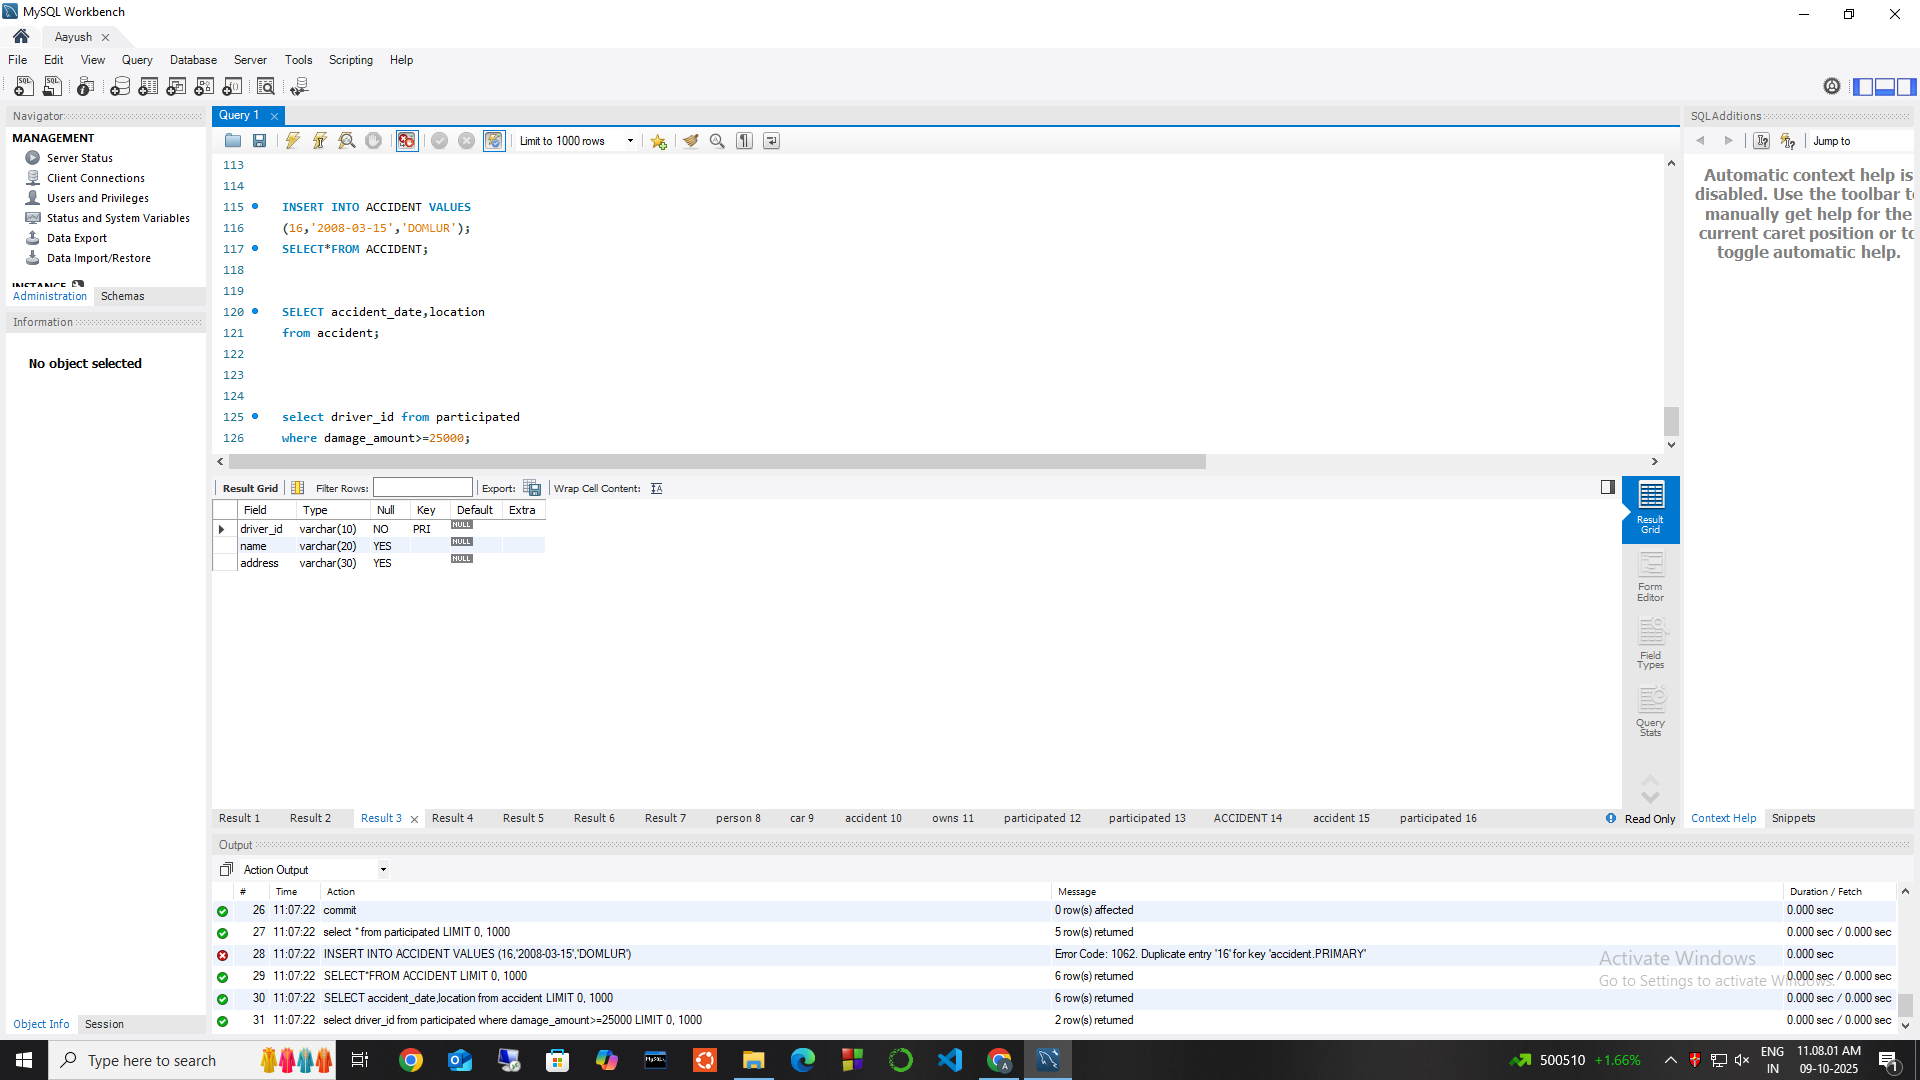 MySQL Workbench
Aayush
File Edit View Query Database Server Tools Scripting Help
Navigator
MANAGEMENT
Server Status
Client Connections
Users and Privileges
Status and System Variables
Data Export
Data Import/Restore
Administration Schemas
Information
No object selected
Object Info Session
Query 1
Limit to 1000 rows
113
114
115 INSERT INTO ACCIDENT VALUES
116 (16,'2008-03-15','DOMLUR');
117 SELECT*FROM ACCIDENT;
118
119
120 SELECT accident_date,location
121 from accident;
122
123
124
125 select driver_id from participated
126 where damage_amount>=25000;
Result Grid Filter Rows: Export: Wrap Cell Content:
Field Type Null Key Default Extra
driver_id varchar(10) NO PRI NULL
name varchar(20) YES NULL
address varchar(30) YES NULL
Result Grid
Form Editor
Field Types
Query Stats
Result 1 Result 2 Result 3 Result 4 Result 5 Result 6 Result 7 person 8 car 9 accident 10 owns 11 participated 12 participated 13 ACCIDENT 14 accident 15 participated 16 Read Only
SQLAdditions
Jump to
Automatic context help is
disabled. Use the toolbar to
manually get help for the
current caret position or to
toggle automatic help.
Context Help Snippets
Output
Action Output
# Time Action Message Duration / Fetch
26 11:07:22 commit 0 row(s) affected 0.000 sec
27 11:07:22 select * from participated LIMIT 0, 1000 5 row(s) returned 0.000 sec / 0.000 sec
28 11:07:22 INSERT INTO ACCIDENT VALUES (16,'2008-03-15','DOMLUR') Error Code: 1062. Duplicate entry '16' for key 'accident.PRIMARY' 0.000 sec
29 11:07:22 SELECT*FROM ACCIDENT LIMIT 0, 1000 6 row(s) returned 0.000 sec / 0.000 sec
30 11:07:22 SELECT accident_date,location from accident LIMIT 0, 1000 6 row(s) returned 0.000 sec / 0.000 sec
31 11:07:22 select driver_id from participated where damage_amount>=25000 LIMIT 0, 1000 2 row(s) returned 0.000 sec / 0.000 sec
Activate Windows
Go to Settings to activate Windows.
Type here to search
500510 +1.66%
ENG
IN
11.08.01 AM
09-10-2025
1